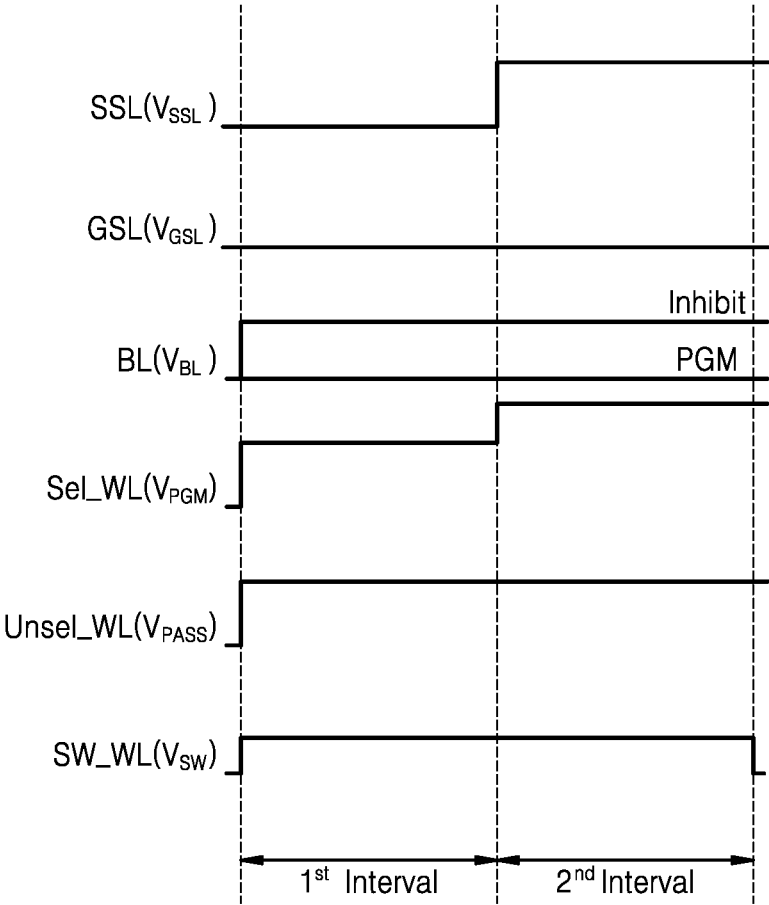 SSL(VSSL )
GSL(VGSL )
Inhibit
BL(VBL )
PGM
Sel_WL(VPGM)
Unsel_WL(VPASS)
SW_WL(VSW)
1st Interval
2nd Interval